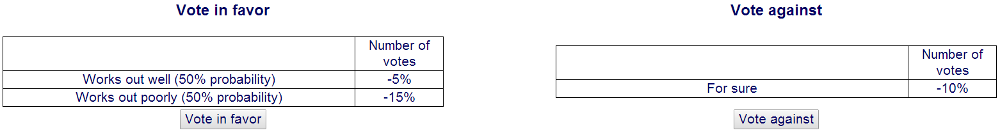 Vote in favor
Number of
votes
Works out well (50% probability) -5%
Works out poorly (50% probability) -15%
Vote in favor
Vote against
Number of
votes
For sure -10%
Vote against